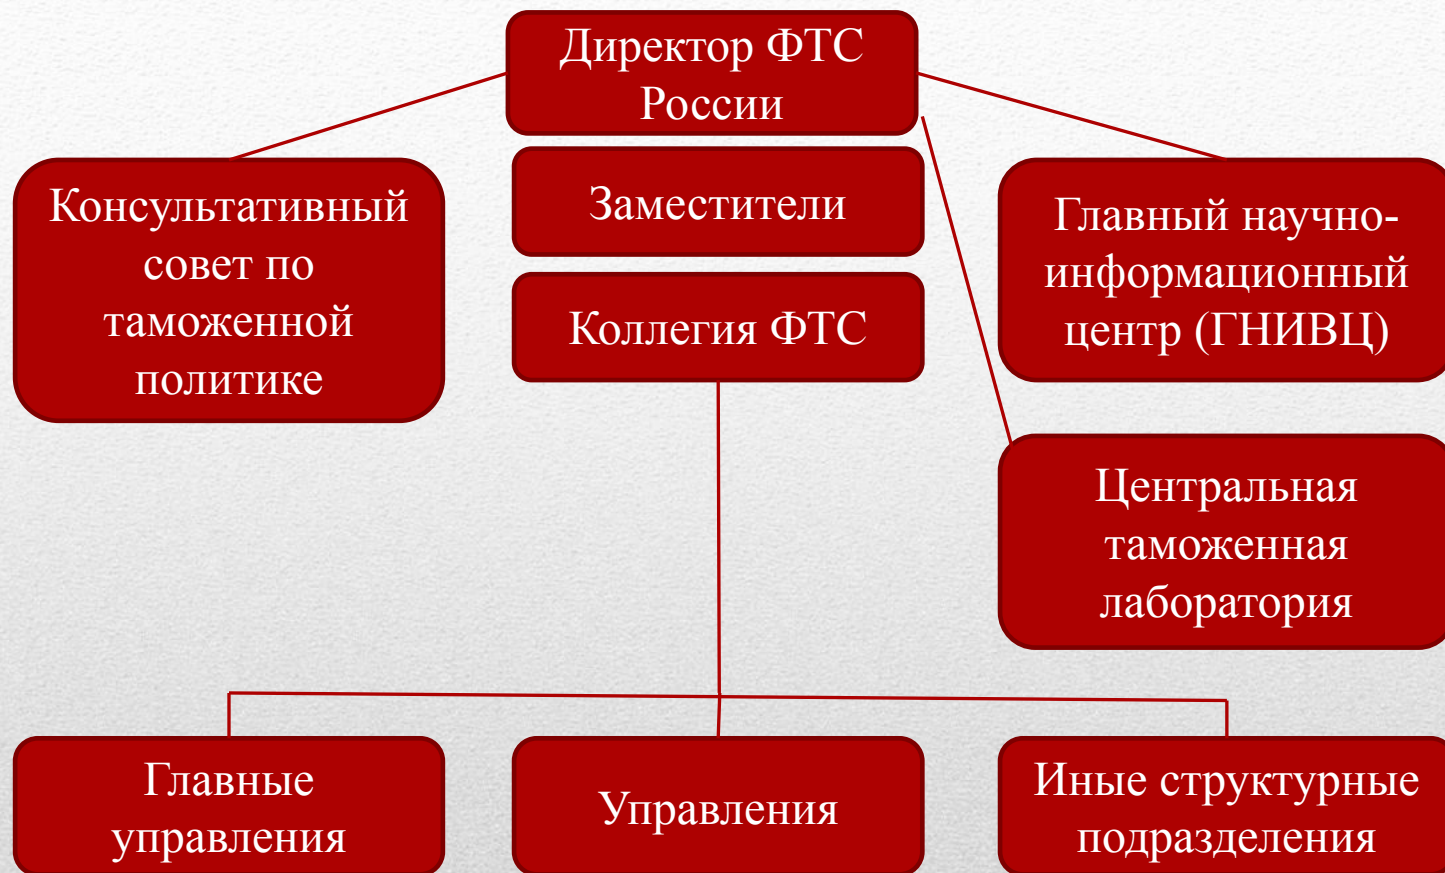 Директор ФТС
России
Консультативный
совет по
таможенной
политике
Заместители
Коллегия ФТС
Главный научно-
информационный
центр (ГНИВЦ)
Центральная
таможенная
лаборатория
Главные
управления
Управления
Иные структурные
подразделения